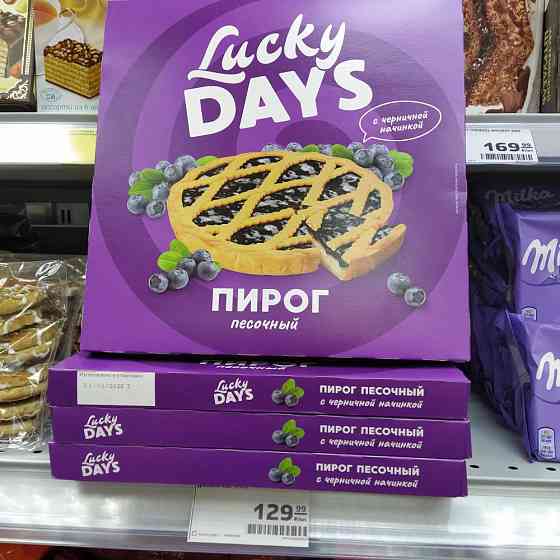 Lucky
DAYS
с черничной
начинкой
169 99
Milka
ПИРОГ
песочный
Lucky
DAYS
ПИРОГ ПЕСОЧНЫЙ
с черничной начинкой
Lucky
DAYS
ПИРОГ ПЕСОЧНЫЙ
с черничной начинкой
Lucky
DAYS
ПИРОГ ПЕСОЧНЫЙ
с черничной начинкой
129 99